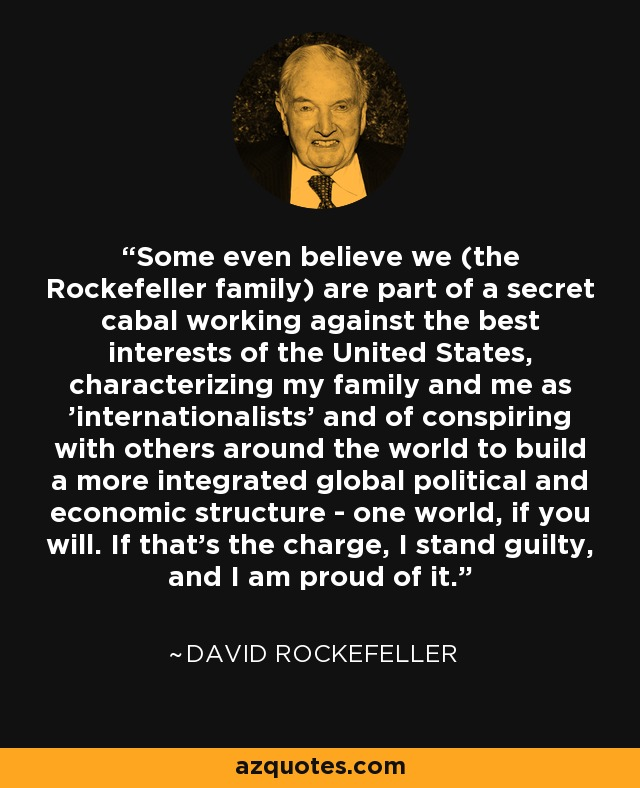 “Some even believe we (the
Rockefeller family) are part of a secret
cabal working against the best
interests of the United States,
characterizing my family and me as
’internationalists’ and of conspiring
with others around the world to build
a more integrated global political and
economic structure - one world, if you
will. If that’s the charge, I stand guilty,
and I am proud of it.”
~DAVID ROCKEFELLER
azquotes.com